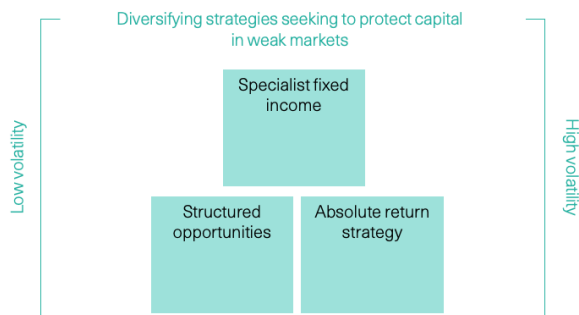 Diversifying strategies seeking to protect capital
in weak markets
Specialist fixed
income
Low volatility
High volatility
Structured
opportunities
Absolute return
strategy